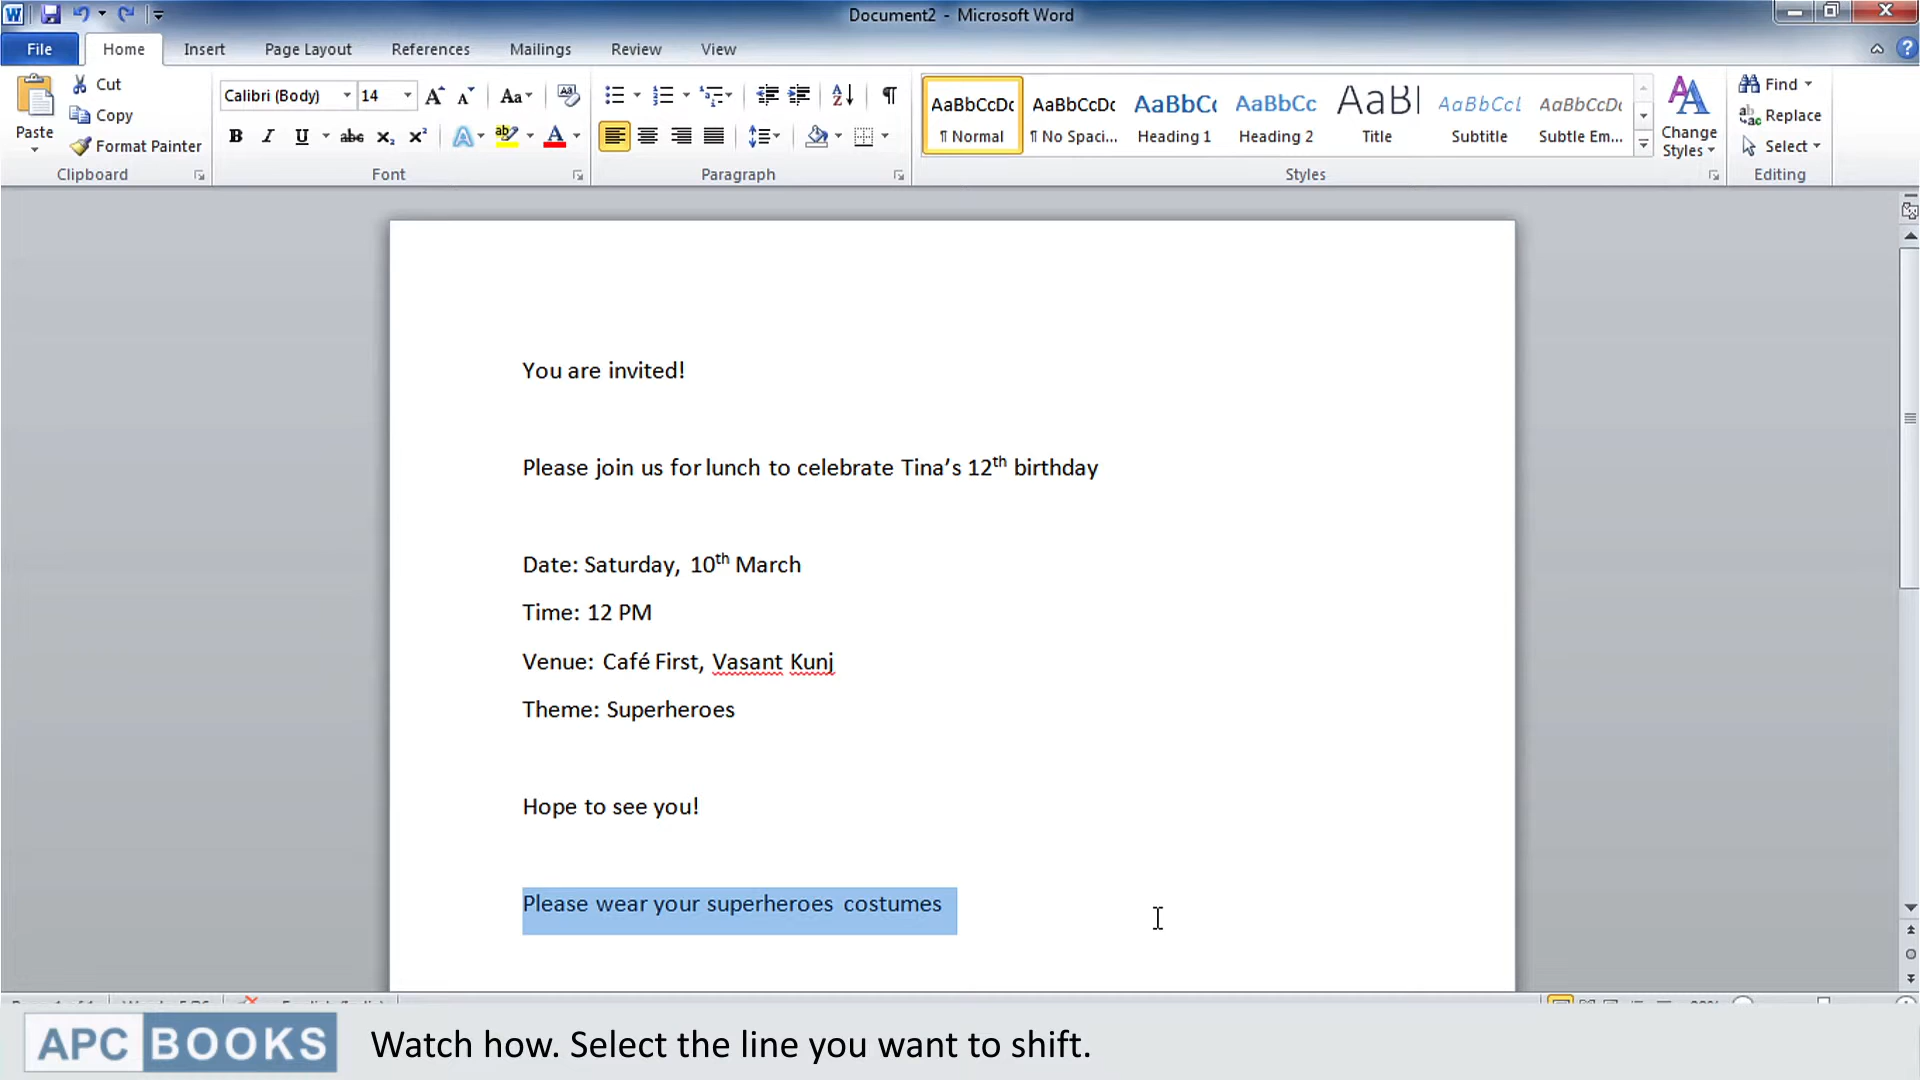 Document2 - Microsoft Word
File Home Insert Page Layout References Mailings Review View
Cut
Copy
Format Painter
Paste
Clipboard
Calibri (Body) 14
Font
Paragraph
AaBbCcDc AaBbCcDc AaBbCc AaBbCc AaBl AaBbCcL AaBbCcDc
¶ Normal ¶ No Spaci... Heading 1 Heading 2 Title Subtitle Subtle Em...
Change
Styles
Styles
Find
Replace
Select
Editing
You are invited!
Please join us for lunch to celebrate Tina’s 12th birthday
Date: Saturday, 10th March
Time: 12 PM
Venue: Café First, Vasant Kunj
Theme: Superheroes
Hope to see you!
Please wear your superheroes costumes
APC BOOKS
Watch how. Select the line you want to shift.